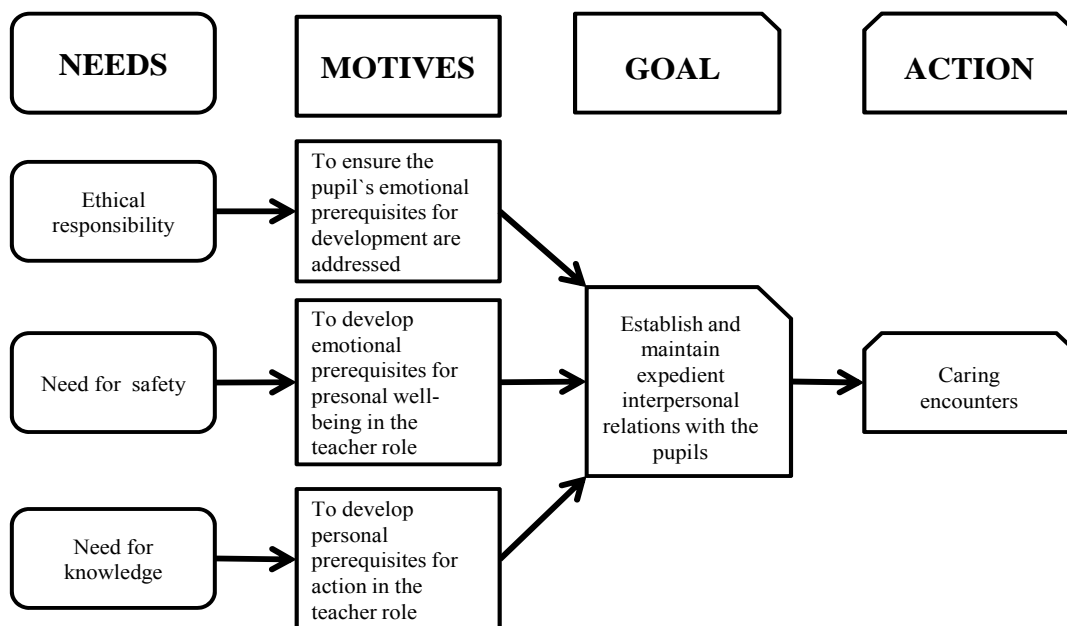 NEEDS
MOTIVES
GOAL
ACTION
Ethical
responsibility
To ensure the
pupil`s emotional
prerequisites for
development are
addressed
Need for safety
To develop
emotional
prerequisites for
presonal well-
being in the
teacher role
Establish and
maintain
expedient
interpersonal
relations with the
pupils
Caring
encounters
Need for
knowledge
To develop
personal
prerequisites for
action in the
teacher role